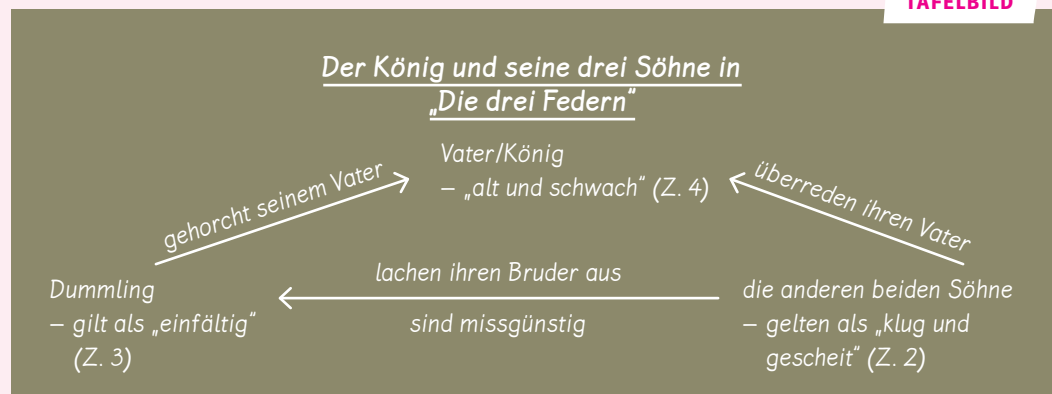 TAFELBILD
Der König und seine drei Söhne in
„Die drei Federn“
Vater/König
– „alt und schwach“ (Z. 4)
gehorcht seinem Vater
überreden ihren Vater
lachen ihren Bruder aus
sind missgünstig
Dummling
– gilt als „einfältig“
(Z. 3)
die anderen beiden Söhne
– gelten als „klug und
gescheit“ (Z. 2)